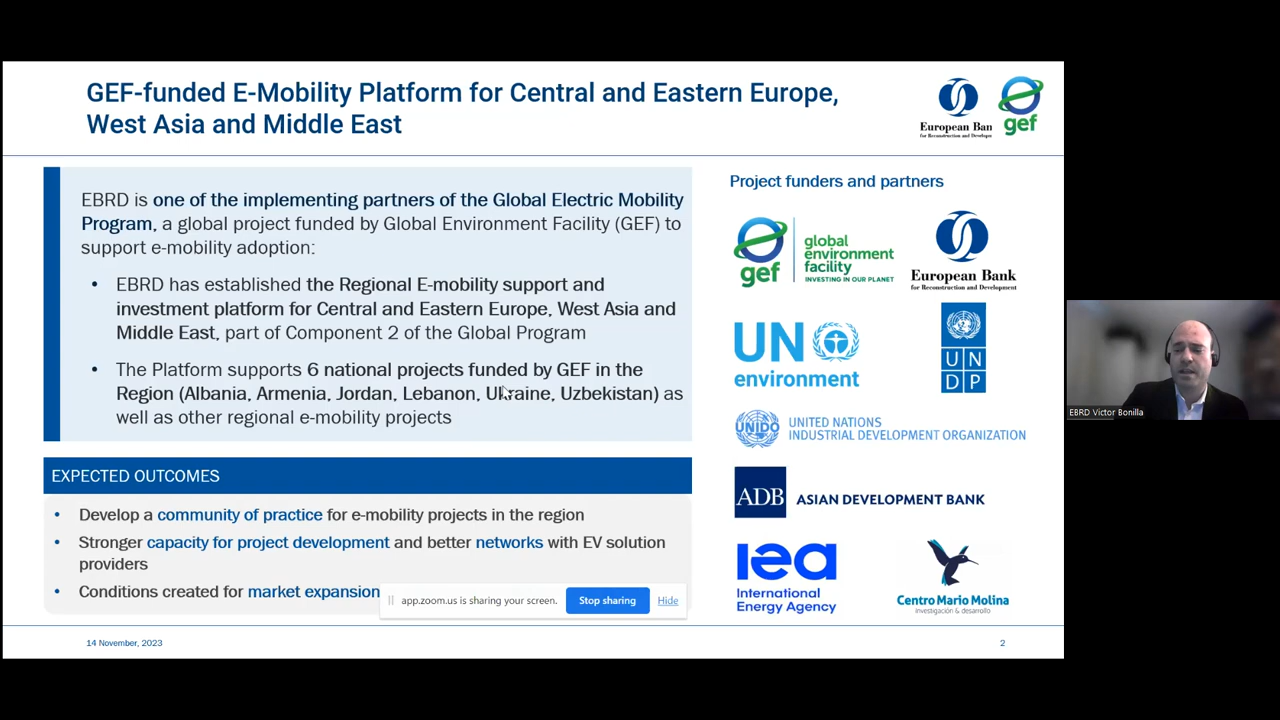 GEF-funded E-Mobility Platform for Central and Eastern Europe,
West Asia and Middle East
European Ban
for Reconstruction and Develope
gef
EBRD is one of the implementing partners of the Global Electric Mobility
Program, a global project funded by Global Environment Facility (GEF) to
support e-mobility adoption:
• EBRD has established the Regional E-mobility support and
investment platform for Central and Eastern Europe, West Asia and
Middle East, part of Component 2 of the Global Program
• The Platform supports 6 national projects funded by GEF in the
Region (Albania, Armenia, Jordan, Lebanon, Ukraine, Uzbekistan) as
well as other regional e-mobility projects
EXPECTED OUTCOMES
• Develop a community of practice for e-mobility projects in the region
• Stronger capacity for project development and better networks with EV solution
providers
• Conditions created for market expansion
app.zoom.us is sharing your screen.
Stop sharing
Hide
Project funders and partners
gef
global
environment
facility
INVESTING IN OUR PLANET
European Bank
for Reconstruction and Development
UN
environment
U N
D P
UNIDO
UNITED NATIONS
INDUSTRIAL DEVELOPMENT ORGANIZATION
ADB
ASIAN DEVELOPMENT BANK
iea
International
Energy Agency
Centro Mario Molina
Investigación & desarrollo
14 November, 2023
2
EBRD Victor Bonilla